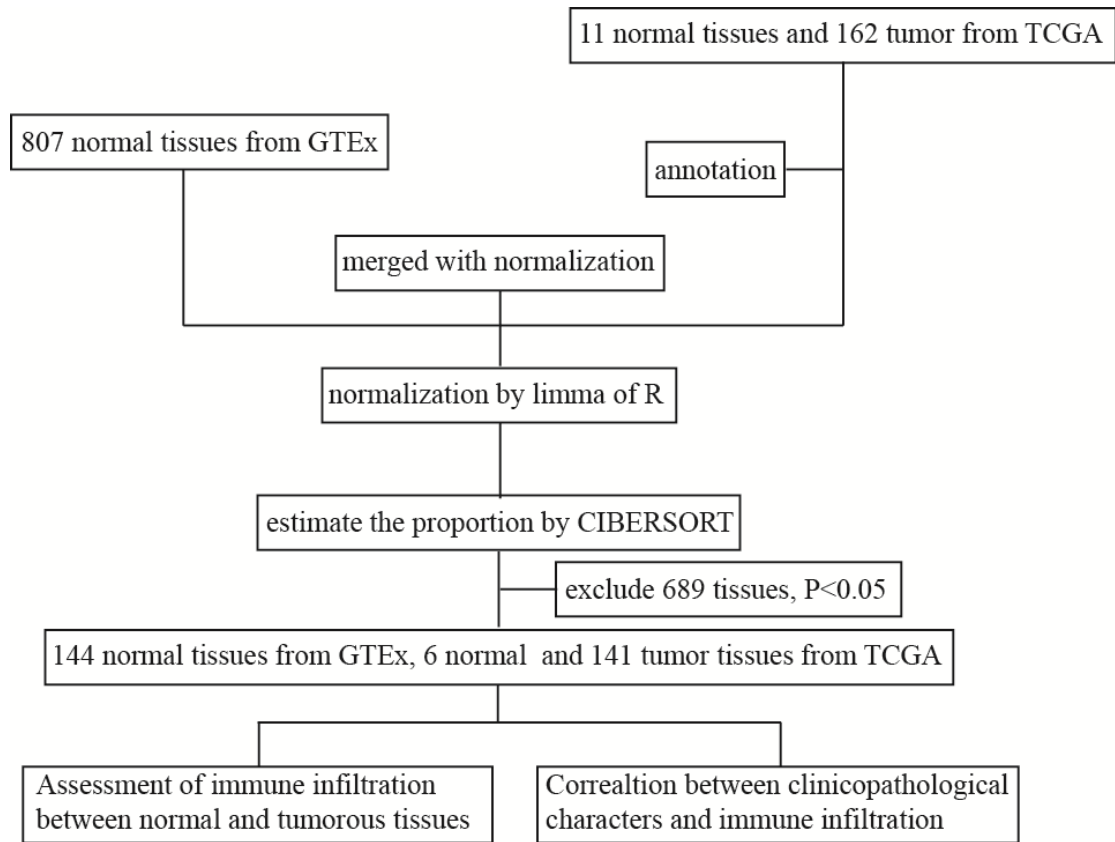 11 normal tissues and 162 tumor from TCGA
807 normal tissues from GTEx
annotation
merged with normalization
normalization by limma of R
estimate the proportion by CIBERSORT
exclude 689 tissues, P<0.05
144 normal tissues from GTEx, 6 normal and 141 tumor tissues from TCGA
Assessment of immune infiltration
between normal and tumorous tissues
Correaltion between clinicopathological
characters and immune infiltration